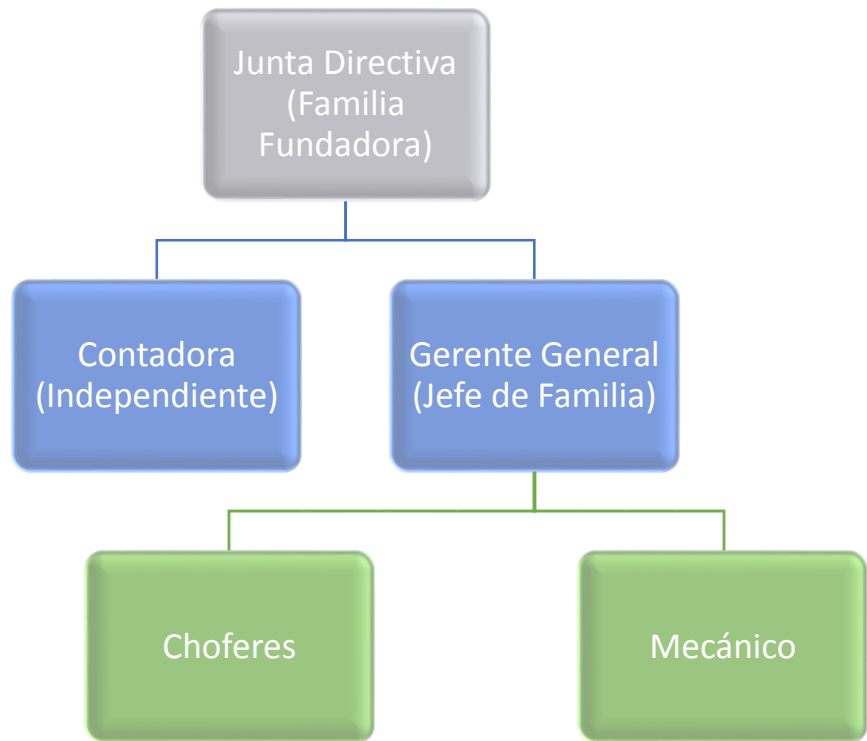 Junta Directiva
(Familia
Fundadora)
Contadora
(Independiente)
Gerente General
(Jefe de Familia)
Choferes
Mecánico